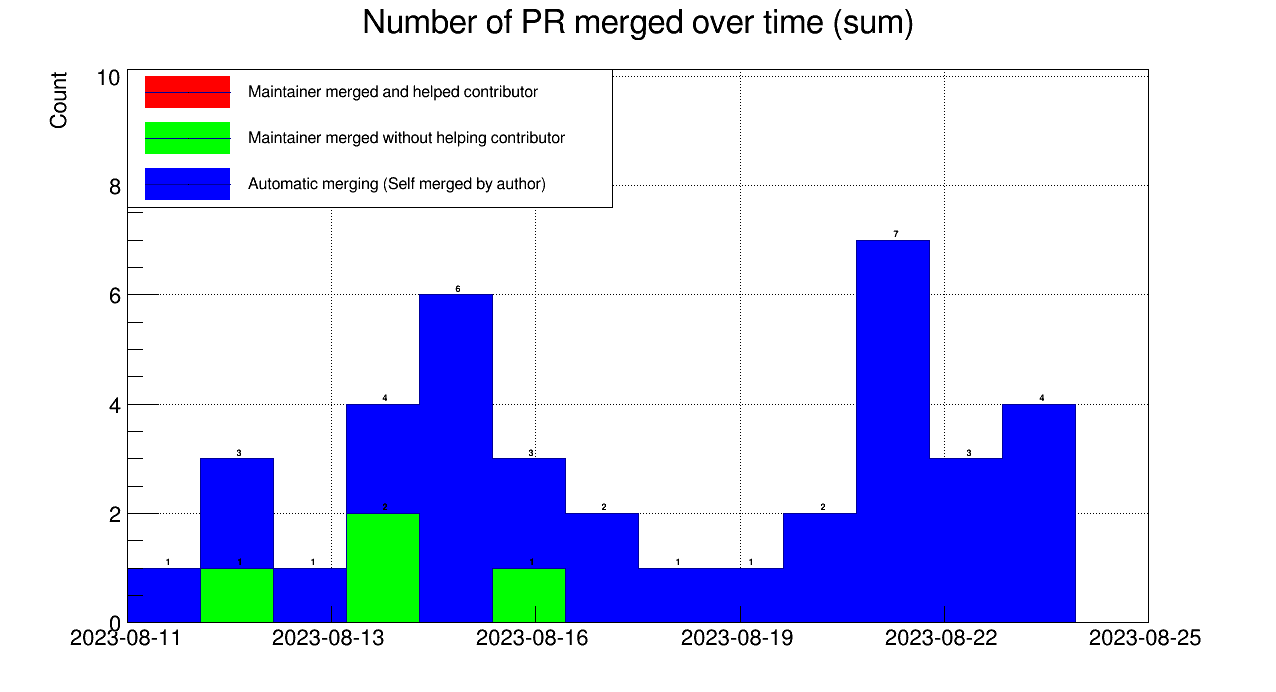 Number of PR merged over time (sum)
Count
10
8
6
4
2
0
Maintainer merged and helped contributor
Maintainer merged without helping contributor
Automatic merging (Self merged by author)
1 3 1 4 6 3 2 1 1 2 7 3 4
1 2 1
2023-08-11 2023-08-13 2023-08-16 2023-08-19 2023-08-22 2023-08-25